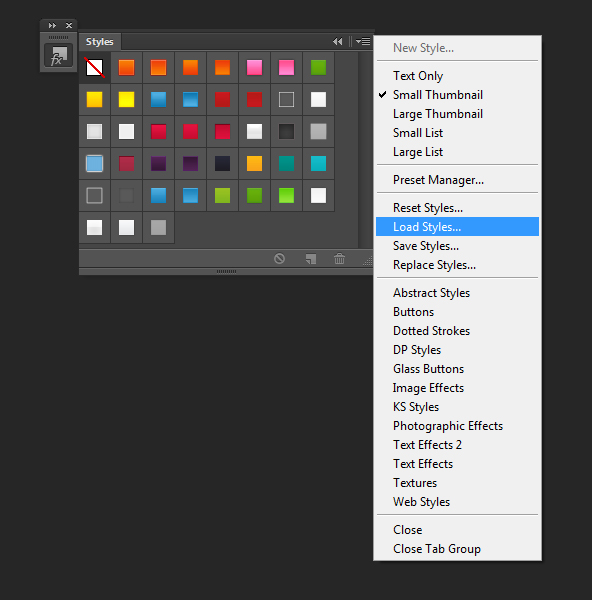 Styles
fx
New Style...
Text Only
Small Thumbnail
Large Thumbnail
Small List
Large List
Preset Manager...
Reset Styles...
Load Styles...
Save Styles...
Replace Styles...
Abstract Styles
Buttons
Dotted Strokes
DP Styles
Glass Buttons
Image Effects
KS Styles
Photographic Effects
Text Effects 2
Text Effects
Textures
Web Styles
Close
Close Tab Group